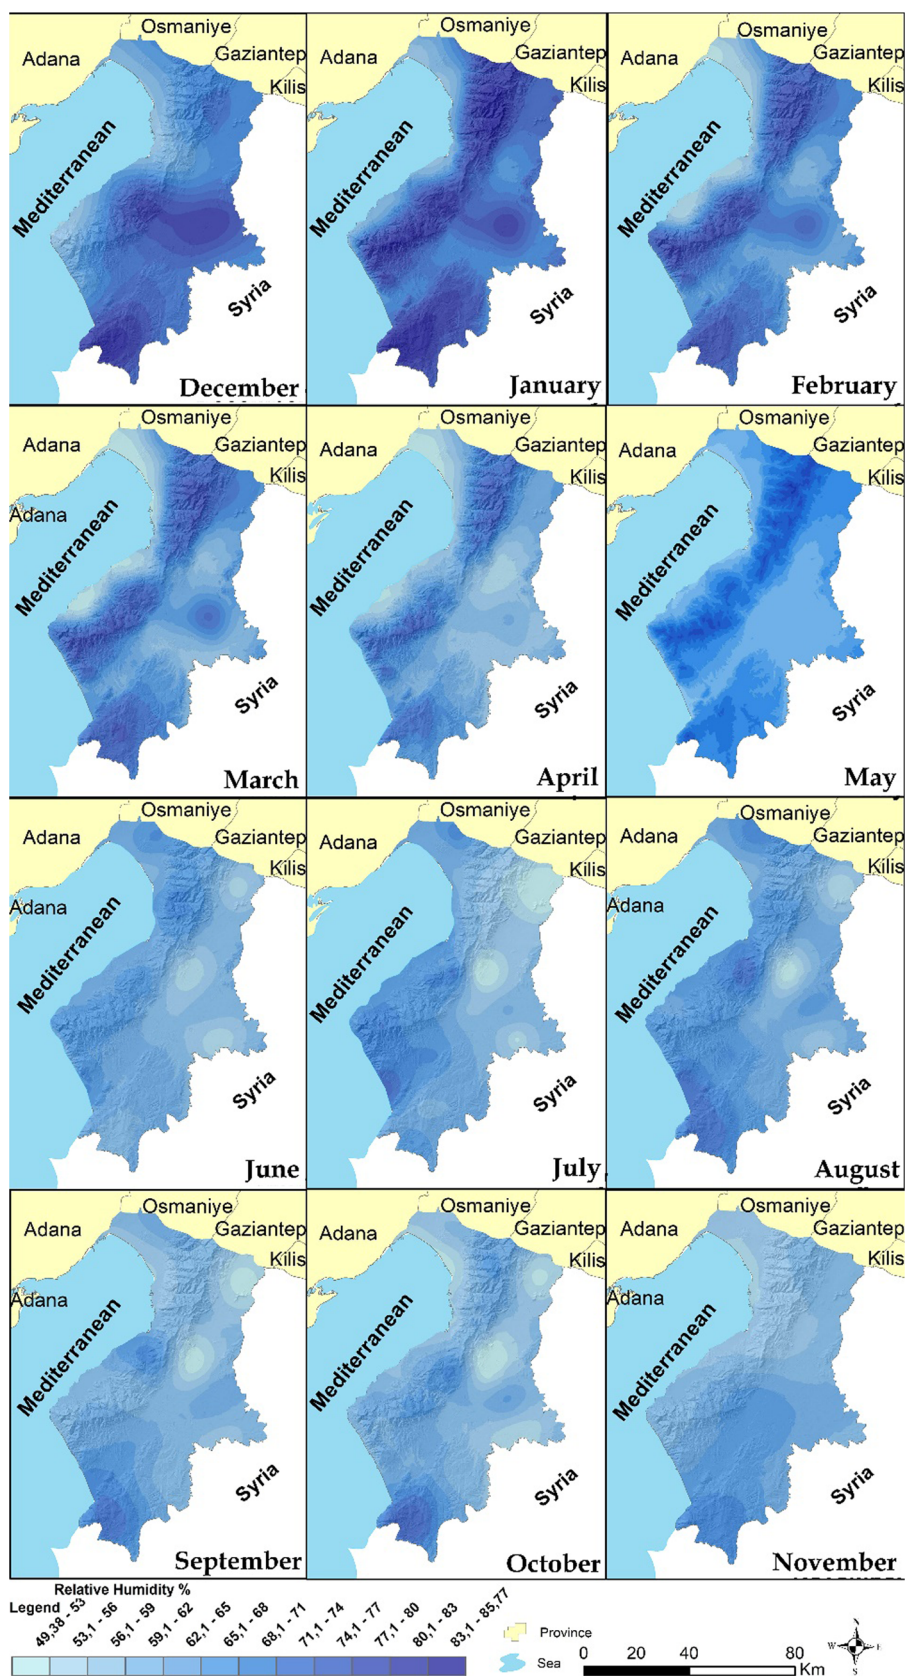 Osmaniye
Adana
Gaziantep
Kilis
Mediterranean
Syria
December
Osmaniye
Adana
Gaziantep
Kilis
Mediterranean
Syria
January
Osmaniye
Adana
Gaziantep
Kilis
Mediterranean
Syria
February
Osmaniye
Adana
Gaziantep
Kilis
Adana
Mediterranean
Syria
March
Osmaniye
Adana
Gaziantep
Kilis
Mediterranean
Syria
April
Osmaniye
Adana
Gaziantep
Kilis
Mediterranean
Syria
May
Osmaniye
Adana
Gaziantep
Kilis
Adana
Mediterranean
Syria
June
Osmaniye
Adana
Gaziantep
Kilis
Mediterranean
Syria
July
Osmaniye
Adana
Gaziantep
Kilis
Adana
Mediterranean
Syria
August
Osmaniye
Adana
Gaziantep
Kilis
Adana
Mediterranean
Syria
September
Osmaniye
Adana
Gaziantep
Kilis
Mediterranean
Syria
October
Osmaniye
Adana
Gaziantep
Kilis
Adana
Mediterranean
Syria
November
Relative Humidity %
Legend
49,38 - 53
53,1 - 56
56,1 - 59
59,1 - 62
62,1 - 65
65,1 - 68
68,1 - 71
71,1 - 74
74,1 - 77
77,1 - 80
80,1 - 83
83,1 - 85,77
Province
Sea
0 20 40 80
Km
N
W E
S